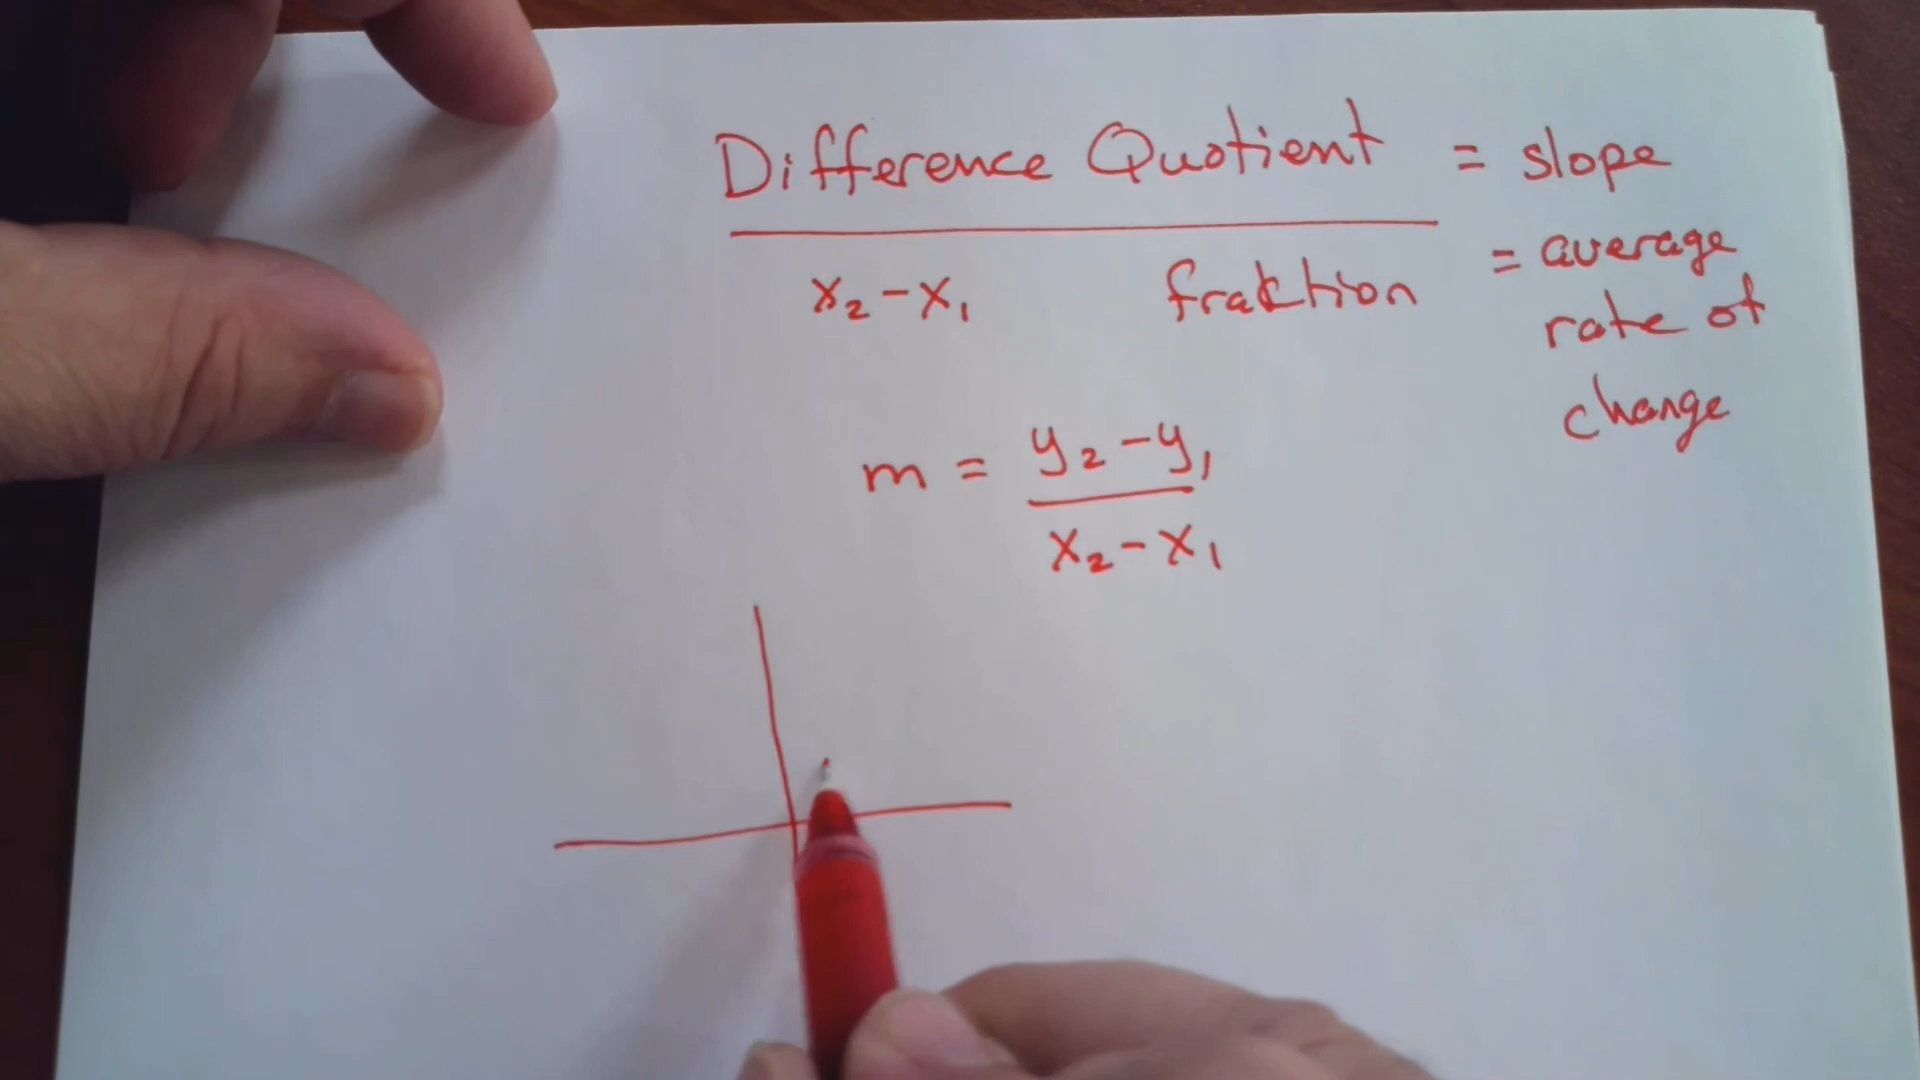 Difference Quotient = slope
x₂-x₁ fraktion = average
rate of
change
m = y₂-y₁
x₂-x₁